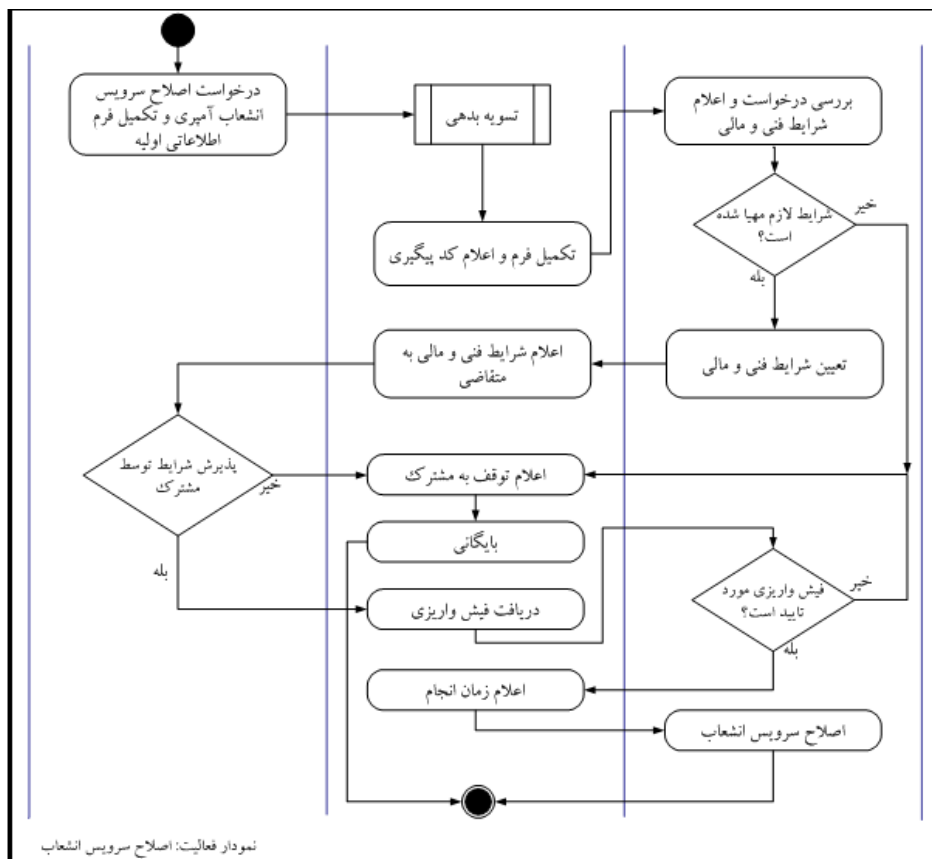 درخواست اصلاح سرویس
انشعاب آمپری و تکمیل فرم
اطلاعاتی اولیه
تسویه بدهی
بررسی درخواست و اعلام
شرایط فنی و مالی
شرایط لازم مهیا شده
است؟
خیر
بله
تکمیل فرم و اعلام کد پیگیری
تعیین شرایط فنی و مالی
اعلام شرایط فنی و مالی به
متقاضی
پذیرش شرایط توسط
مشترک
خیر
بله
اعلام توقف به مشترک
بایگانی
دریافت فیش واریزی
فیش واریزی مورد
تایید است؟
خیر
بله
اعلام زمان انجام
اصلاح سرویس انشعاب
نمودار فعالیت: اصلاح سرویس انشعاب